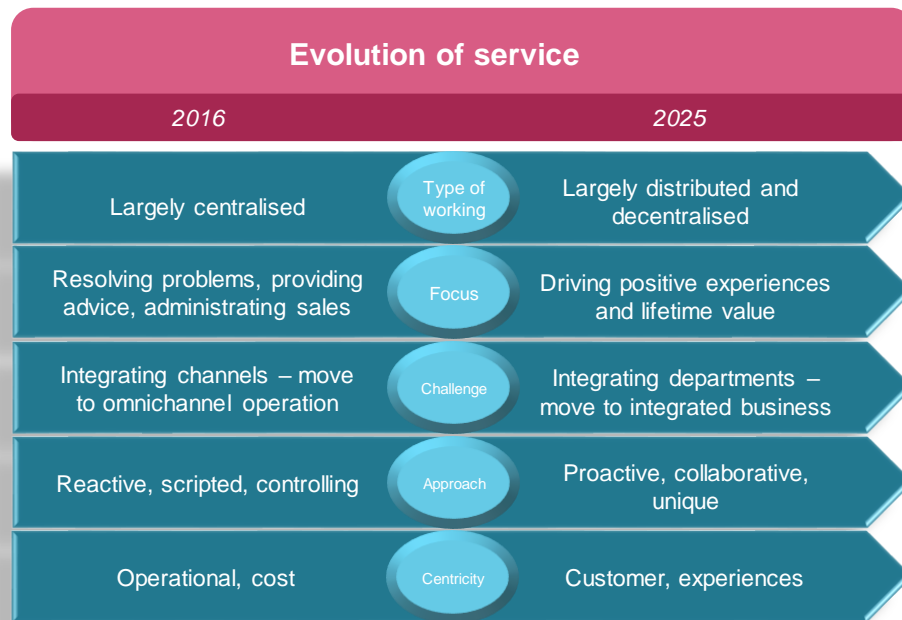 Evolution of service
2016
2025
Largely centralised
Type of
working
Largely distributed and
decentralised
Resolving problems, providing
advice, administrating sales
Focus
Driving positive experiences
and lifetime value
Integrating channels – move
to omnichannel operation
Challenge
Integrating departments –
move to integrated business
Reactive, scripted, controlling
Approach
Proactive, collaborative,
unique
Operational, cost
Centricity
Customer, experiences